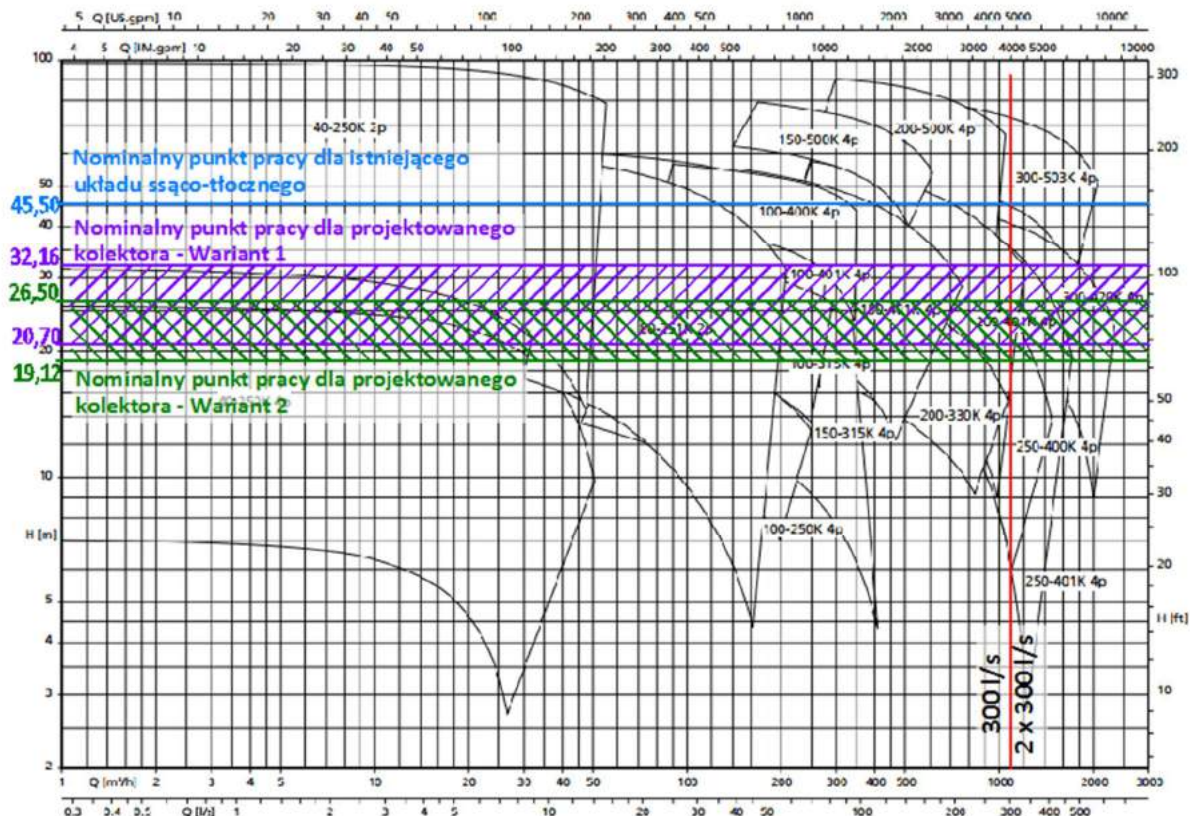 5 Q [US.gpm] 10 20 30 40 50 100 200 300 400 500 1000 2000 3000 4000 5000 10000
4 5 Q [IM.gpm] 10 20 30 40 50 100 200 300 400 500 1000 2000 3000 4000 5000 10000
100
300
40-250K 2p
150-500K 4p
200-500K 4p
200
Nominalny punkt pracy dla istniejącego
układu ssąco-tłocznego
50
300-503K 4p
45,50
100-400K 4p
40
Nominalny punkt pracy dla projektowanego
kolektora - Wariant 1
32,16
100
30
100-401K 4p
26,50
20,70
20
19,12
100-315K 4p
Nominalny punkt pracy dla projektowanego
kolektora - Wariant 2
50
200-330K 4p
150-315K 4p
40
250-400K 4p
10
30
100-250K 4p
H [m]
20
250-401K 4p
5
H [ft]
4
300 l/s
2 x 300 l/s
3
10
2
1 Q [m³/h] 2 3 4 5 10 20 30 40 50 100 200 300 400 500 1000 2000 3000
0.3 0.4 0.5 Q [l/s] 1 2 3 4 5 10 20 30 40 50 100 200 300 400 500